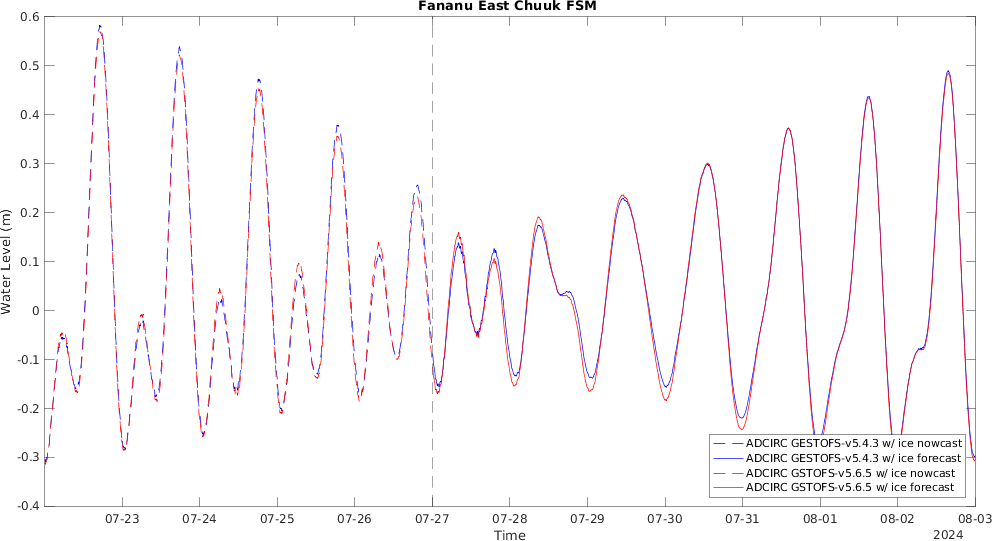 Fananu East Chuuk FSM
0.6
0.5
0.4
0.3
0.2
0.1
0
-0.1
-0.2
-0.3
-0.4
Water Level (m)
ADCIRC GESTOFS-v5.4.3 w/ ice nowcast
ADCIRC GESTOFS-v5.4.3 w/ ice forecast
ADCIRC GSTOFS-v5.6.5 w/ ice nowcast
ADCIRC GSTOFS-v5.6.5 w/ ice forecast
07-23 07-24 07-25 07-26 07-27 07-28 07-29 07-30 07-31 08-01 08-02 08-03
Time
2024